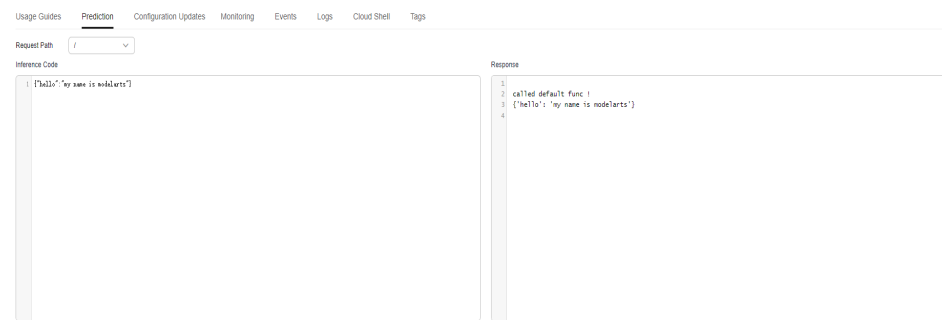 Usage Guides Prediction Configuration Updates Monitoring Events Logs Cloud Shell Tags
Request Path /
Inference Code
1 {"hello":"my name is modelarts"}
Response
1
2 called default func !
3 {'hello': 'my name is modelarts'}
4